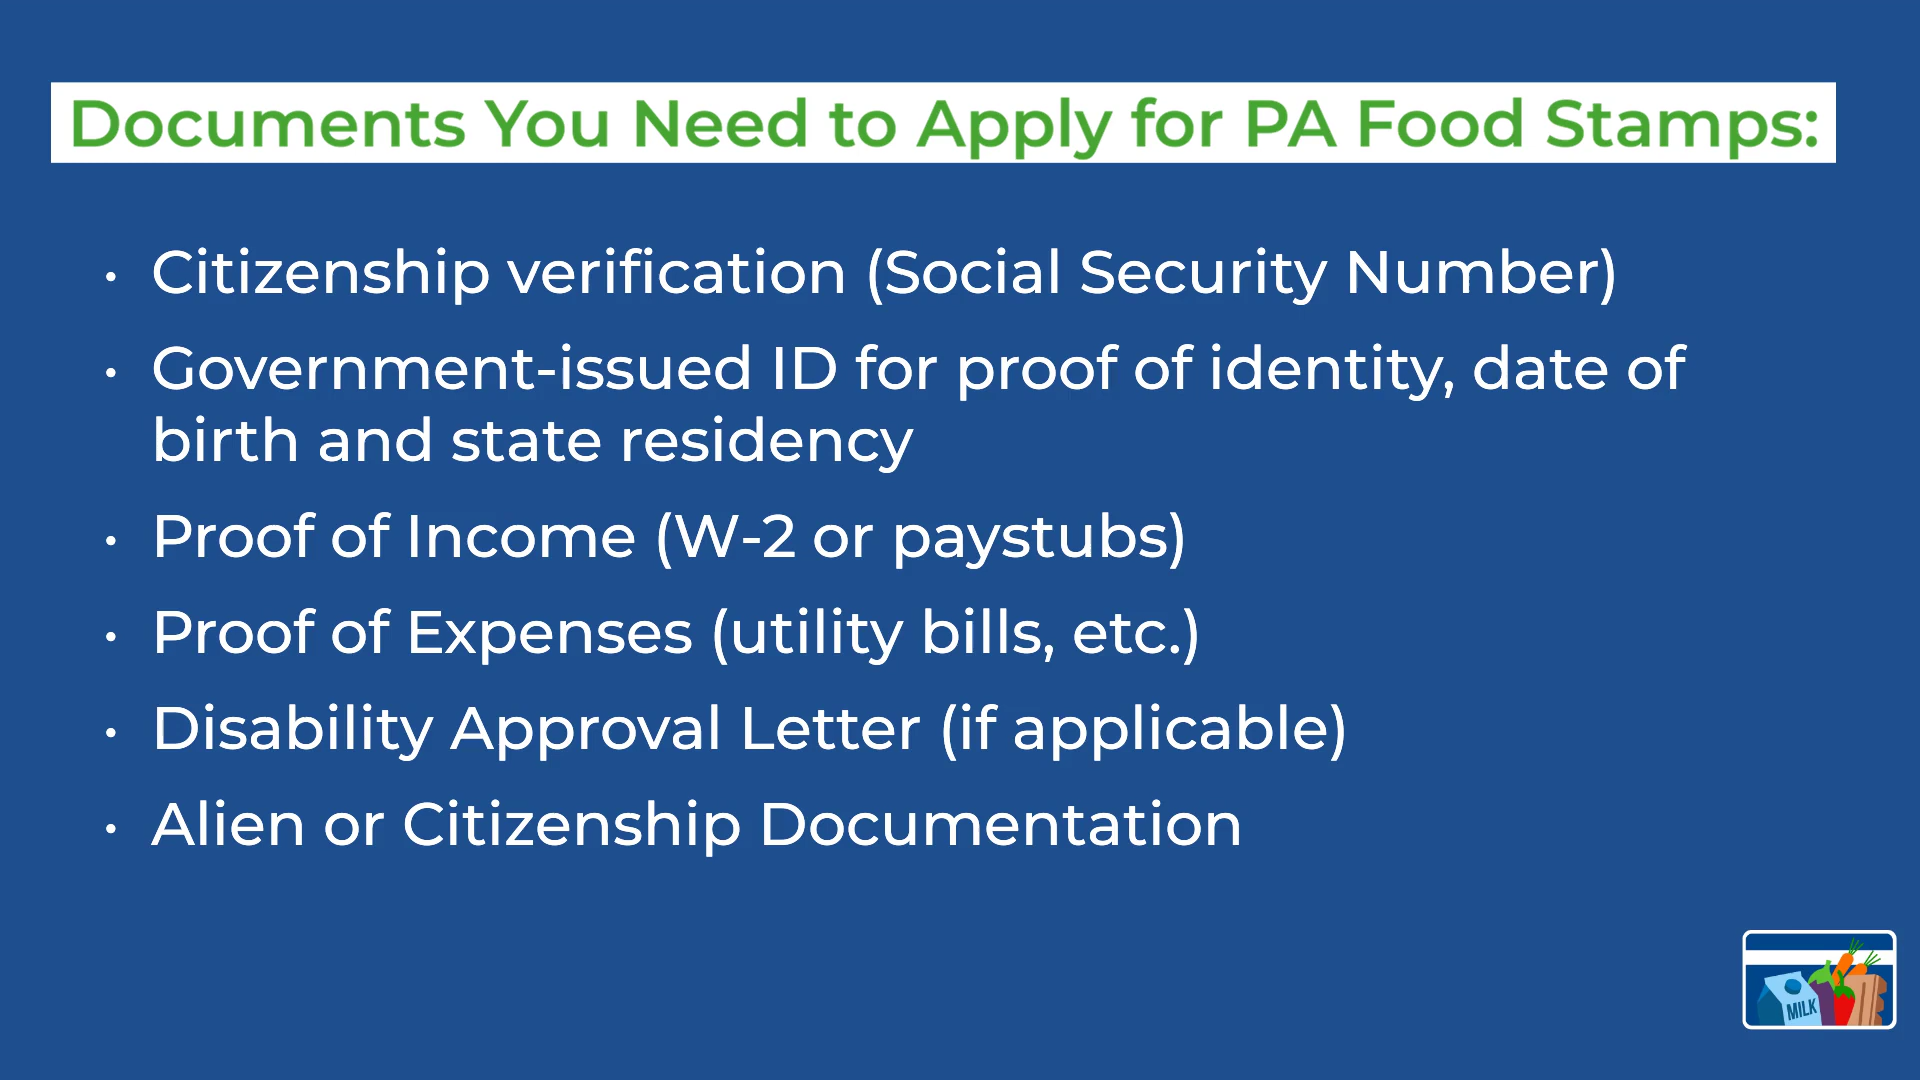 Documents You Need to Apply for PA Food Stamps:
• Citizenship verification (Social Security Number)
• Government-issued ID for proof of identity, date of
birth and state residency
• Proof of Income (W-2 or paystubs)
• Proof of Expenses (utility bills, etc.)
• Disability Approval Letter (if applicable)
• Alien or Citizenship Documentation
MILK